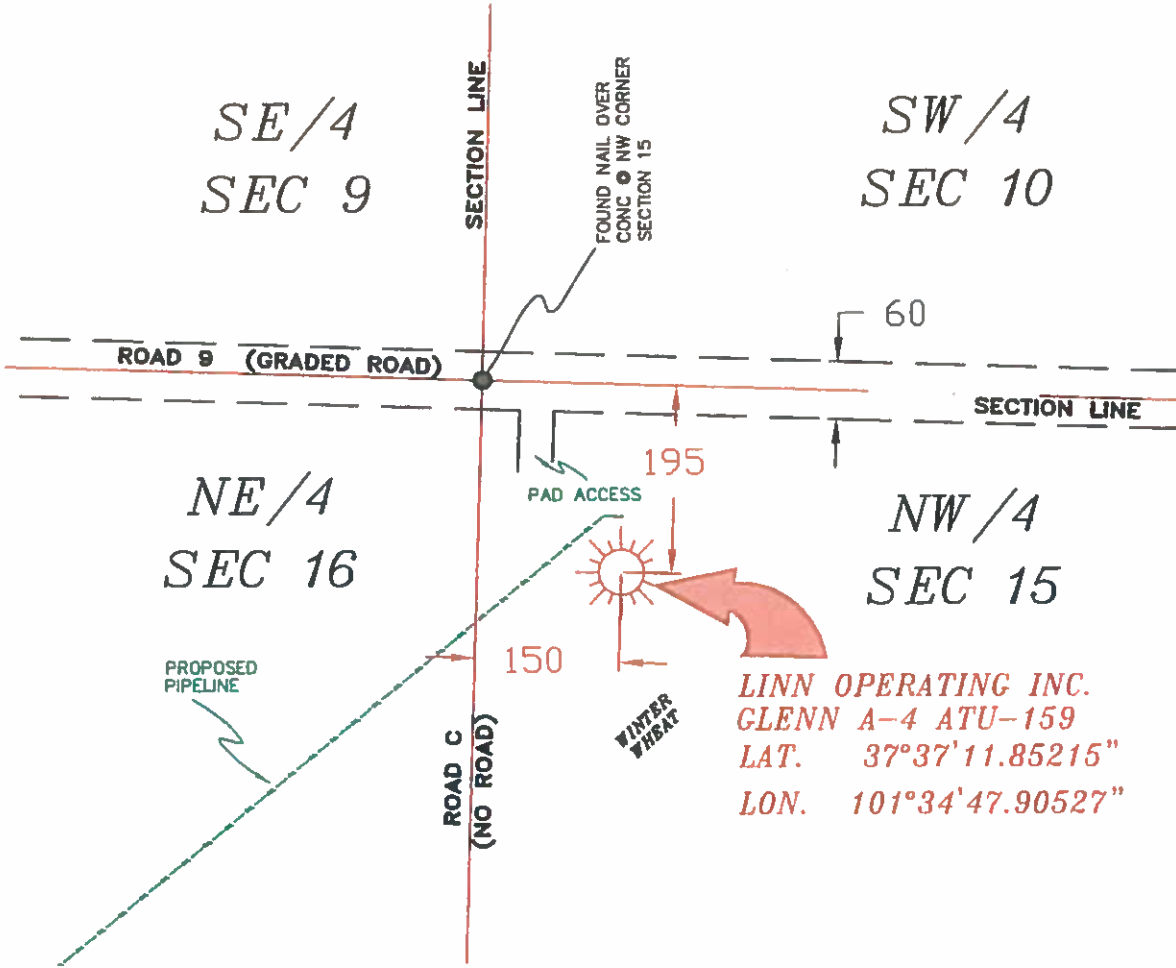 SE/4
SEC 9
SECTION LINE
FOUND NAIL OVER
CONC @ NW CORNER
SECTION 15
SW/4
SEC 10
60
ROAD 9 (GRADED ROAD)
SECTION LINE
195
PAD ACCESS
NE/4
SEC 16
NW/4
SEC 15
150
PROPOSED
PIPELINE
WINTER
WHEAT
ROAD C
(NO ROAD)
LINN OPERATING INC.
GLENN A-4 ATU-159
LAT. 37°37'11.85215"
LON. 101°34'47.90527"